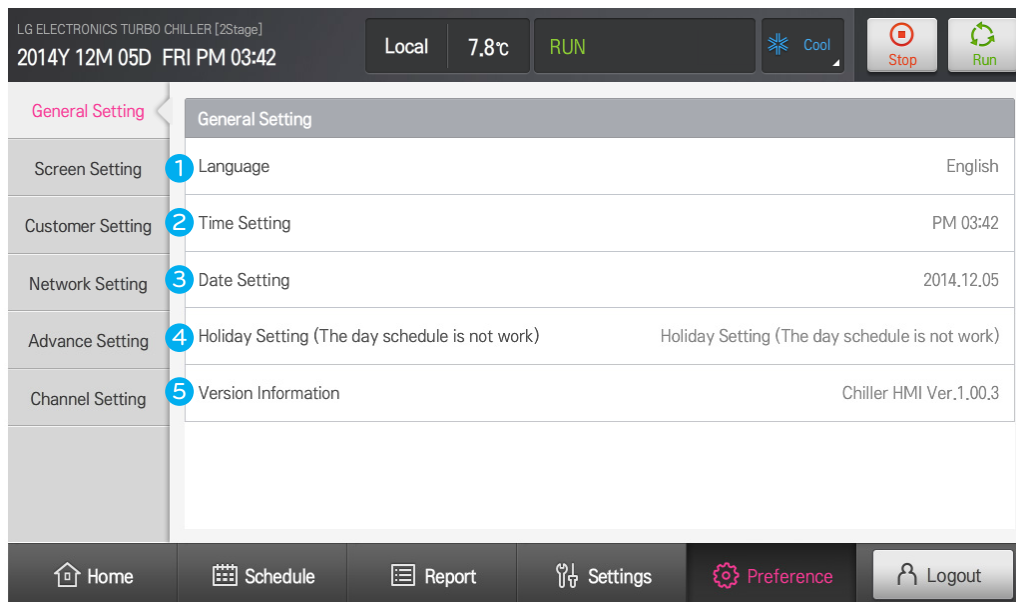 LG ELECTRONICS TURBO CHILLER [2Stage]
2014Y 12M 05D FRI PM 03:42
Local 7.8℃ RUN Cool Stop Run
General Setting
Screen Setting
Customer Setting
Network Setting
Advance Setting
Channel Setting
General Setting
1 Language English
2 Time Setting PM 03:42
3 Date Setting 2014.12.05
4 Holiday Setting (The day schedule is not work) Holiday Setting (The day schedule is not work)
5 Version Information Chiller HMI Ver.1.00.3
Home Schedule Report Settings Preference Logout